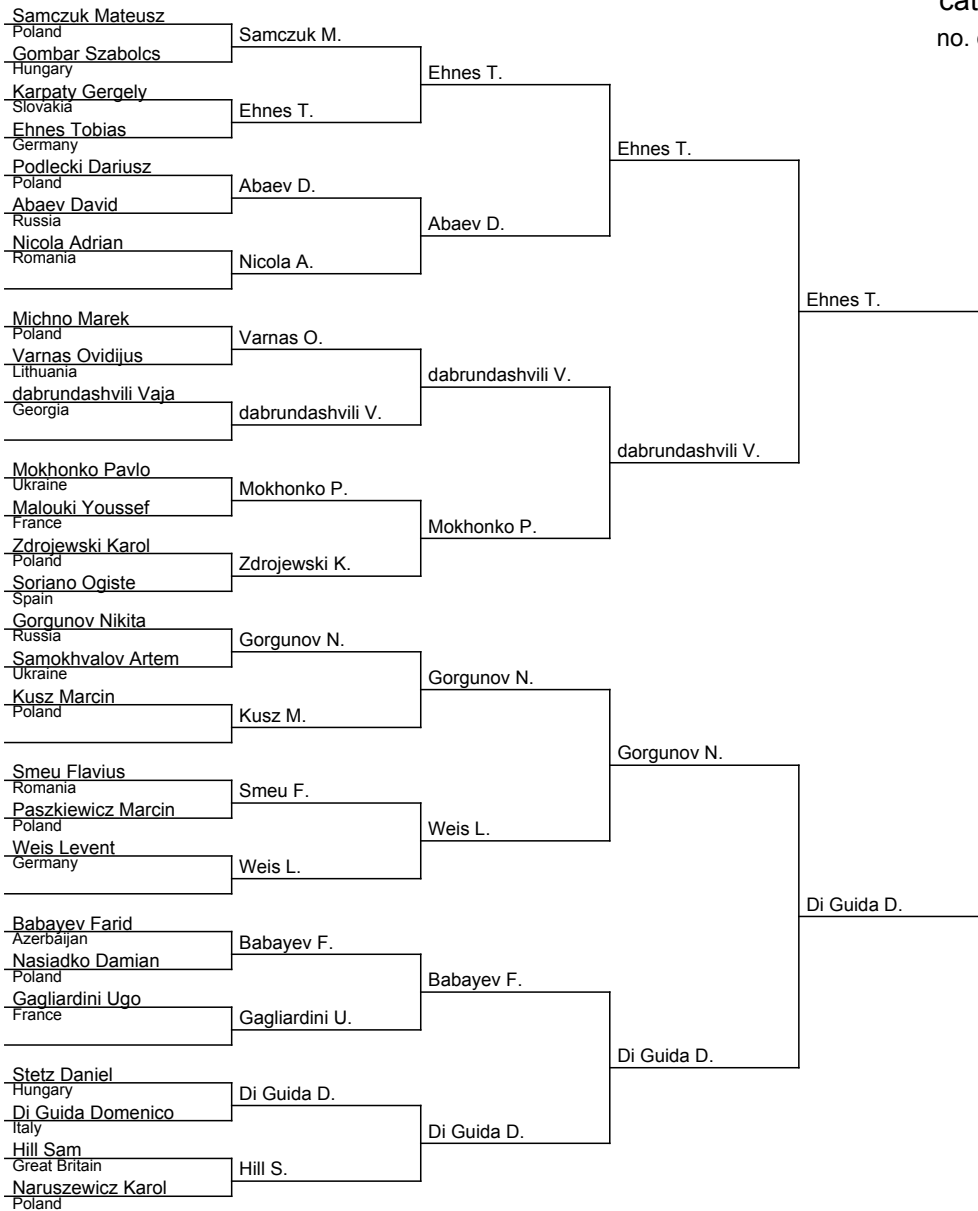 Samczuk Mateusz
Poland
Gombar Szabolcs
Hungary
Karpaty Gergely
Slovakia
Ehnes Tobias
Germany
Podlecki Dariusz
Poland
Abaev David
Russia
Nicola Adrian
Romania
Michno Marek
Poland
Varnas Ovidijus
Lithuania
dabrundashvili Vaja
Georgia
Mokhonko Pavlo
Ukraine
Malouki Youssef
France
Zdrojewski Karol
Poland
Soriano Ogiste
Spain
Gorgunov Nikita
Russia
Samokhvalov Artem
Ukraine
Kusz Marcin
Poland
Smeu Flavius
Romania
Paszkiewicz Marcin
Poland
Weis Levent
Germany
Babayev Farid
Azerbaijan
Nasiadko Damian
Poland
Gagliardini Ugo
France
Stetz Daniel
Hungary
Di Guida Domenico
Italy
Hill Sam
Great Britain
Naruszewicz Karol
Poland
Samczuk M.
Ehnes T.
Abaev D.
Nicola A.
Varnas O.
dabrundashvili V.
Mokhonko P.
Zdrojewski K.
Gorgunov N.
Kusz M.
Smeu F.
Weis L.
Babayev F.
Gagliardini U.
Di Guida D.
Hill S.
Ehnes T.
Abaev D.
dabrundashvili V.
Mokhonko P.
Gorgunov N.
Weis L.
Babayev F.
Di Guida D.
Ehnes T.
dabrundashvili V.
Gorgunov N.
Di Guida D.
Ehnes T.
Di Guida D.
cat
no.